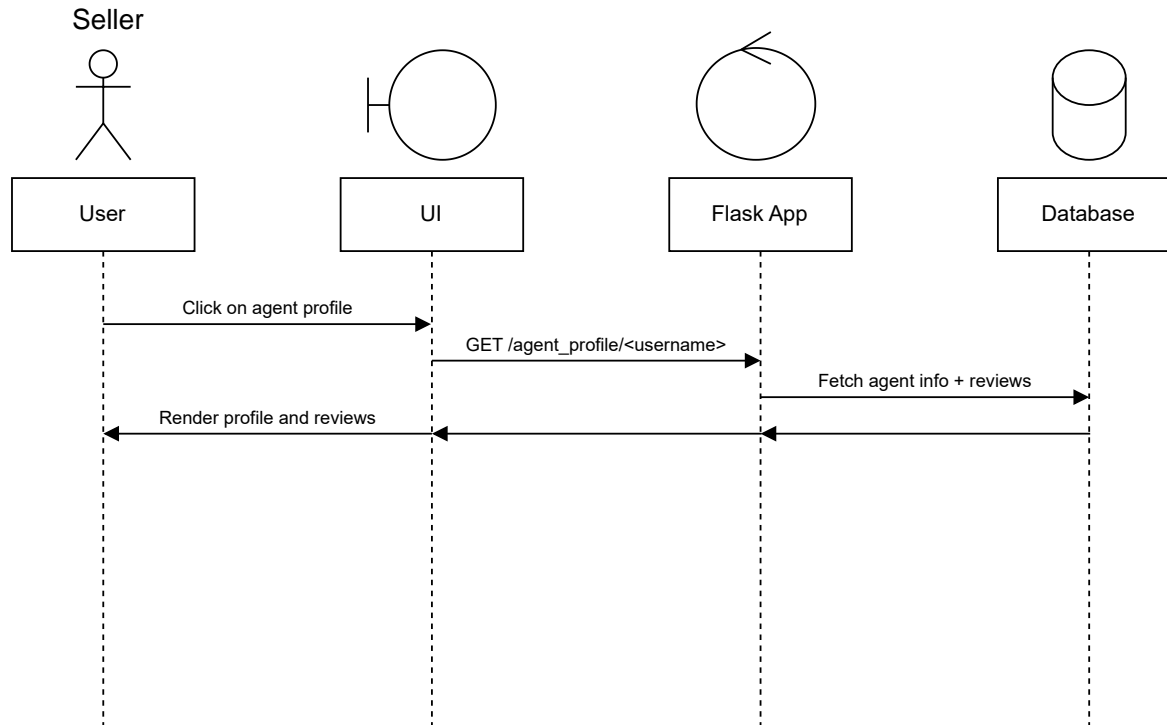 Seller
User
UI
Flask App
Database
Click on agent profile
GET /agent_profile/<username>
Fetch agent info + reviews
Render profile and reviews